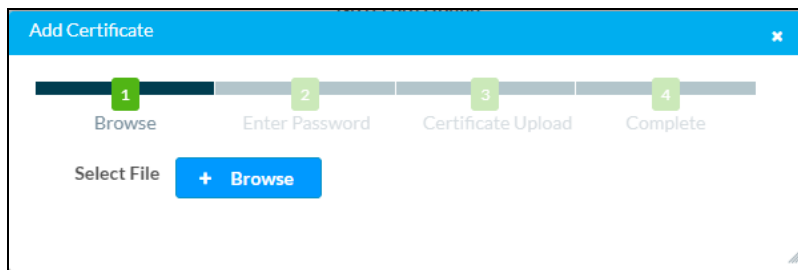 Add Certificate
1 2 3 4
Browse Enter Password Certificate Upload Complete
Select File + Browse